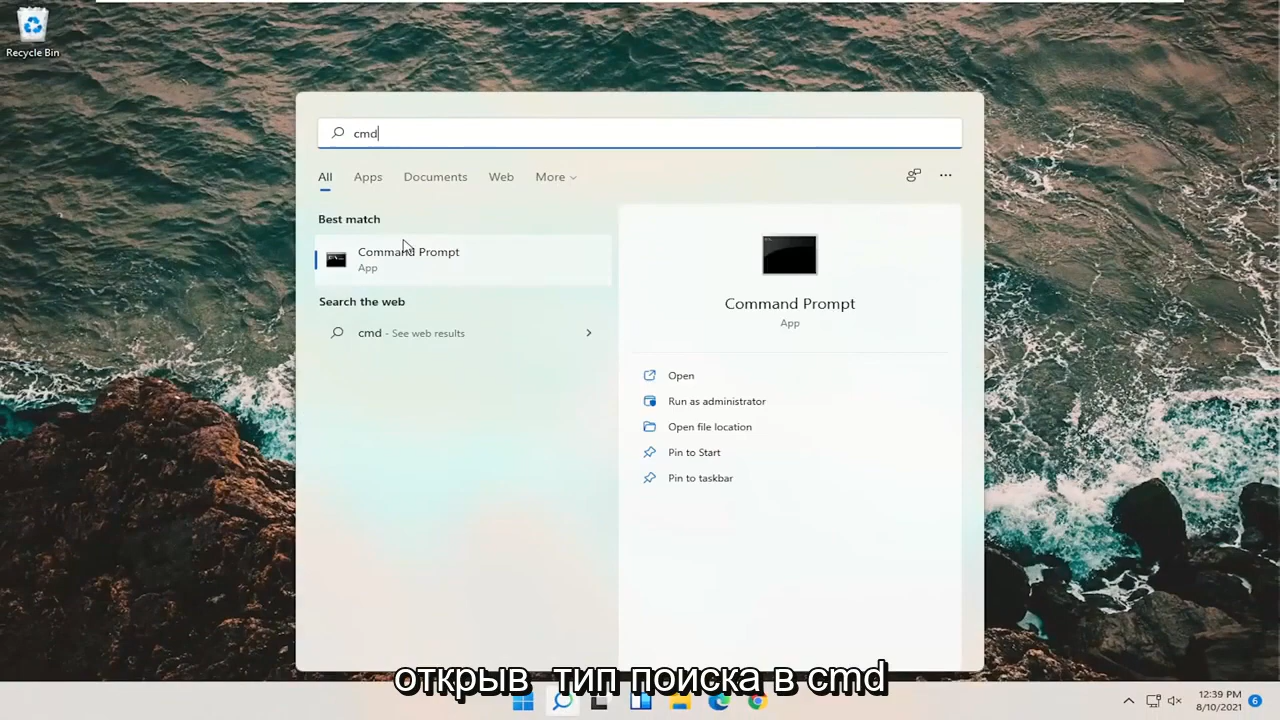 Recycle Bin
cmd
All Apps Documents Web More
Best match
Command Prompt
App
Search the web
cmd - See web results
Command Prompt
App
Open
Run as administrator
Open file location
Pin to Start
Pin to taskbar
открыв тип поиска в cmd
12:39 PM
8/10/2021
6